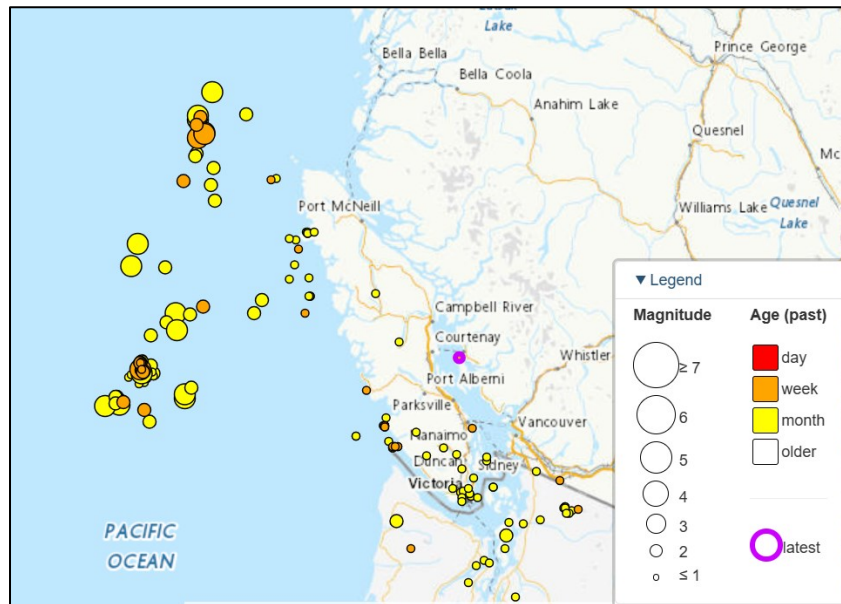 Lake
Bella Bella
Bella Coola
Prince George
Anahim Lake
Quesnel
Mc
Quesnel
Lake
Williams Lake
Port McNeill
Campbell River
Courtenay
Whistler
Port Alberni
Parksville
Vancouver
Nanaimo
Duncan
Sidney
Victoria
PACIFIC
OCEAN
▼ Legend
Magnitude
Age (past)
≥ 7
day
6
week
5
month
4
older
3
2
latest
≤ 1